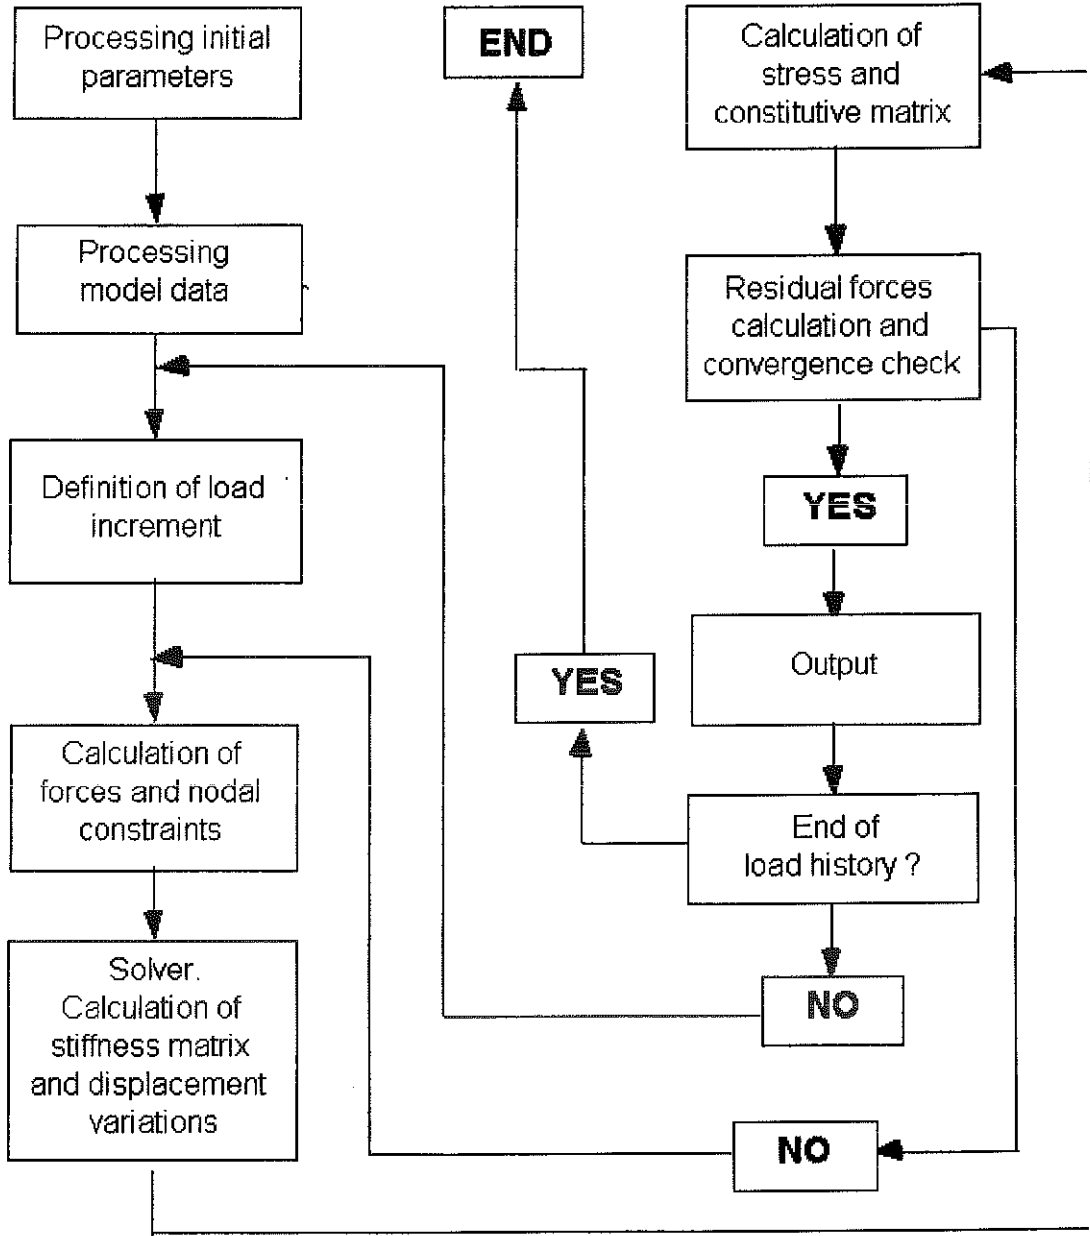 Processing initial
parameters
Processing
model data
Definition of load
increment
Calculation of
forces and nodal
constraints
Solver.
Calculation of
stiffness matrix
and displacement
variations
END
YES
Calculation of
stress and
constitutive matrix
Residual forces
calculation and
convergence check
YES
Output
End of
load history ?
NO
NO